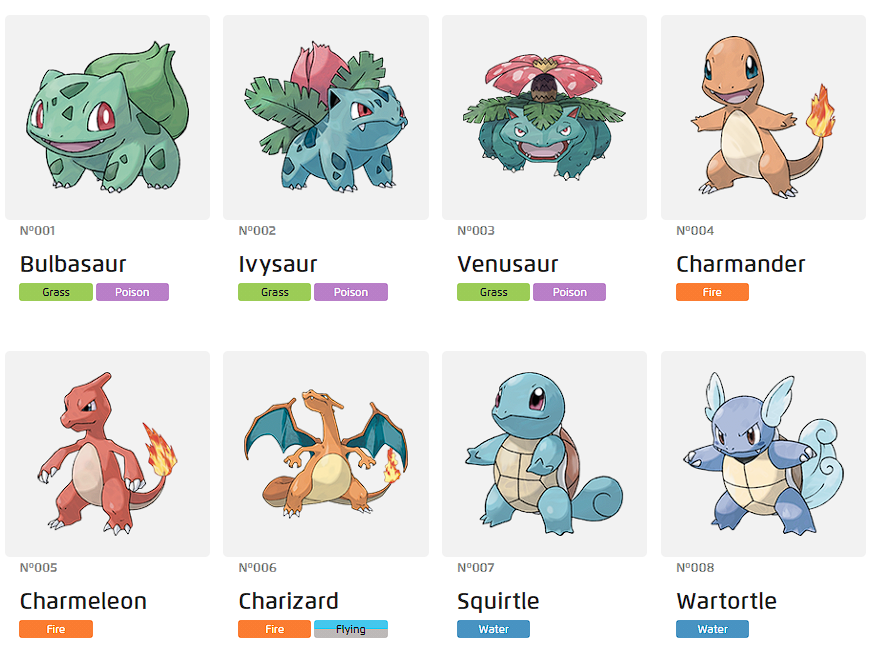 Nº001
Bulbasaur
Grass Poison
Nº002
Ivysaur
Grass Poison
Nº003
Venusaur
Grass Poison
Nº004
Charmander
Fire
Nº005
Charmeleon
Fire
Nº006
Charizard
Fire Flying
Nº007
Squirtle
Water
Nº008
Wartortle
Water